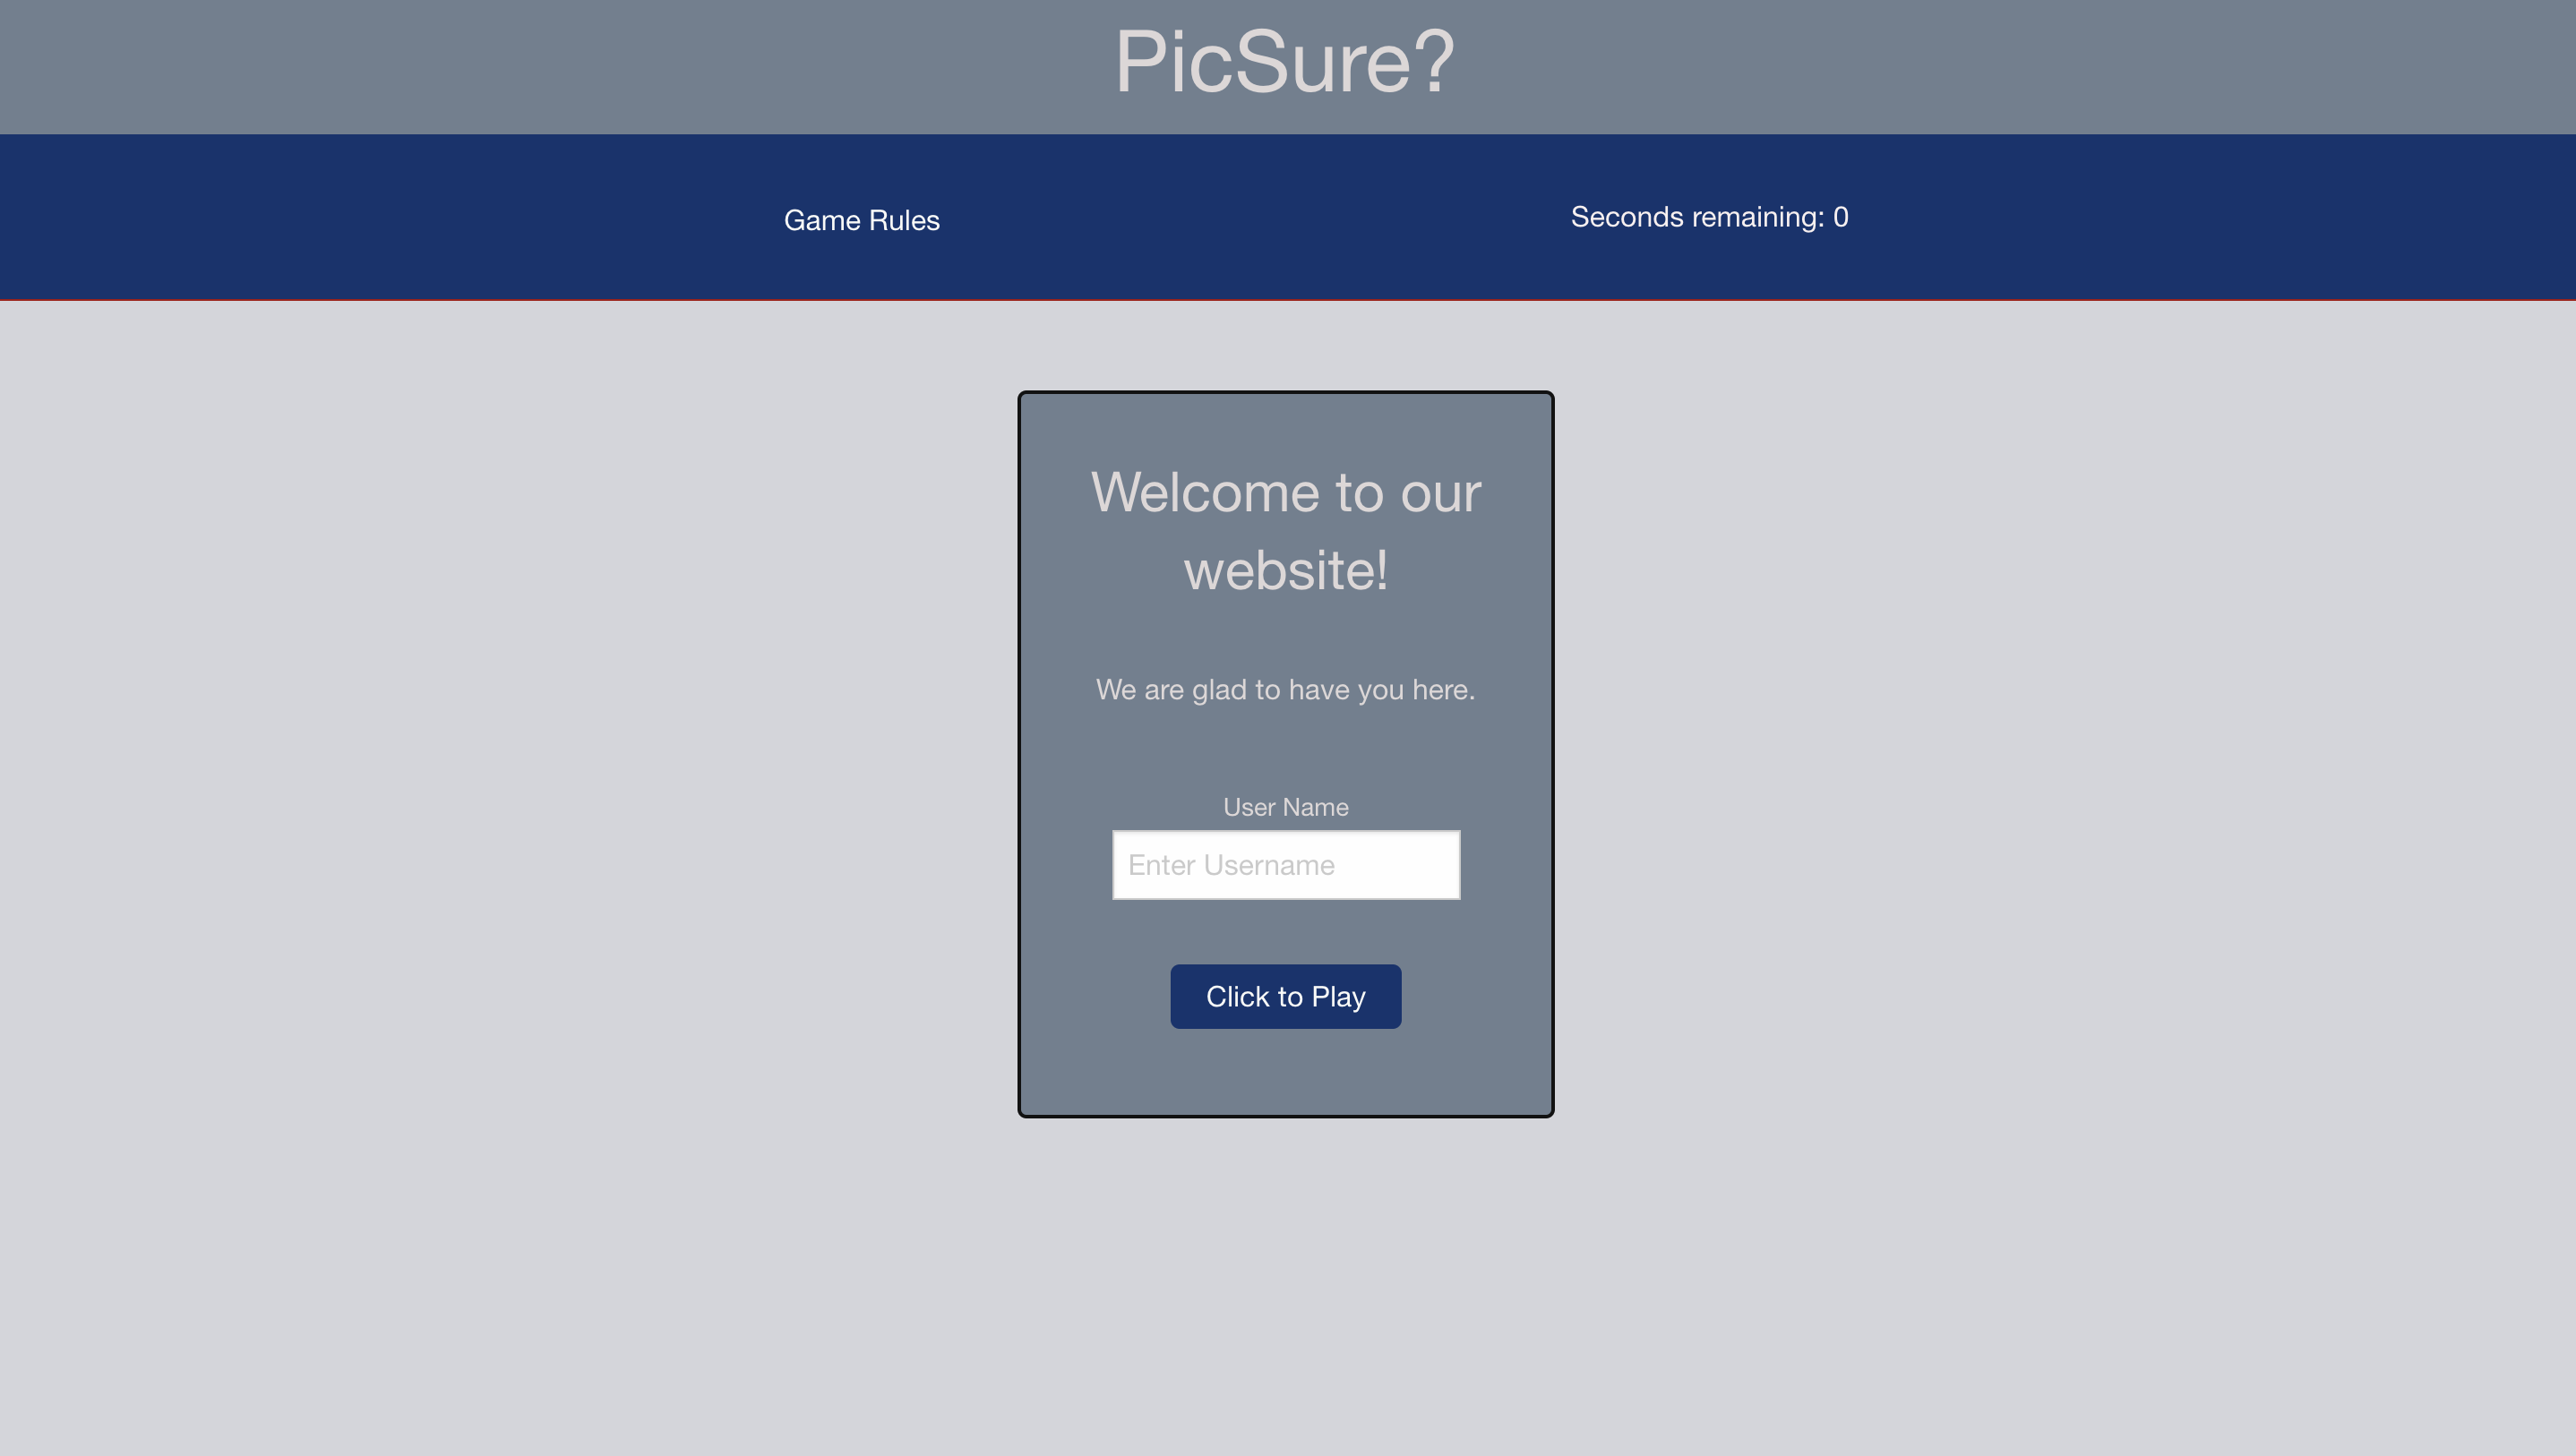 PicSure?
Game Rules
Seconds remaining: 0
Welcome to our
website!
We are glad to have you here.
User Name
Enter Username
Click to Play